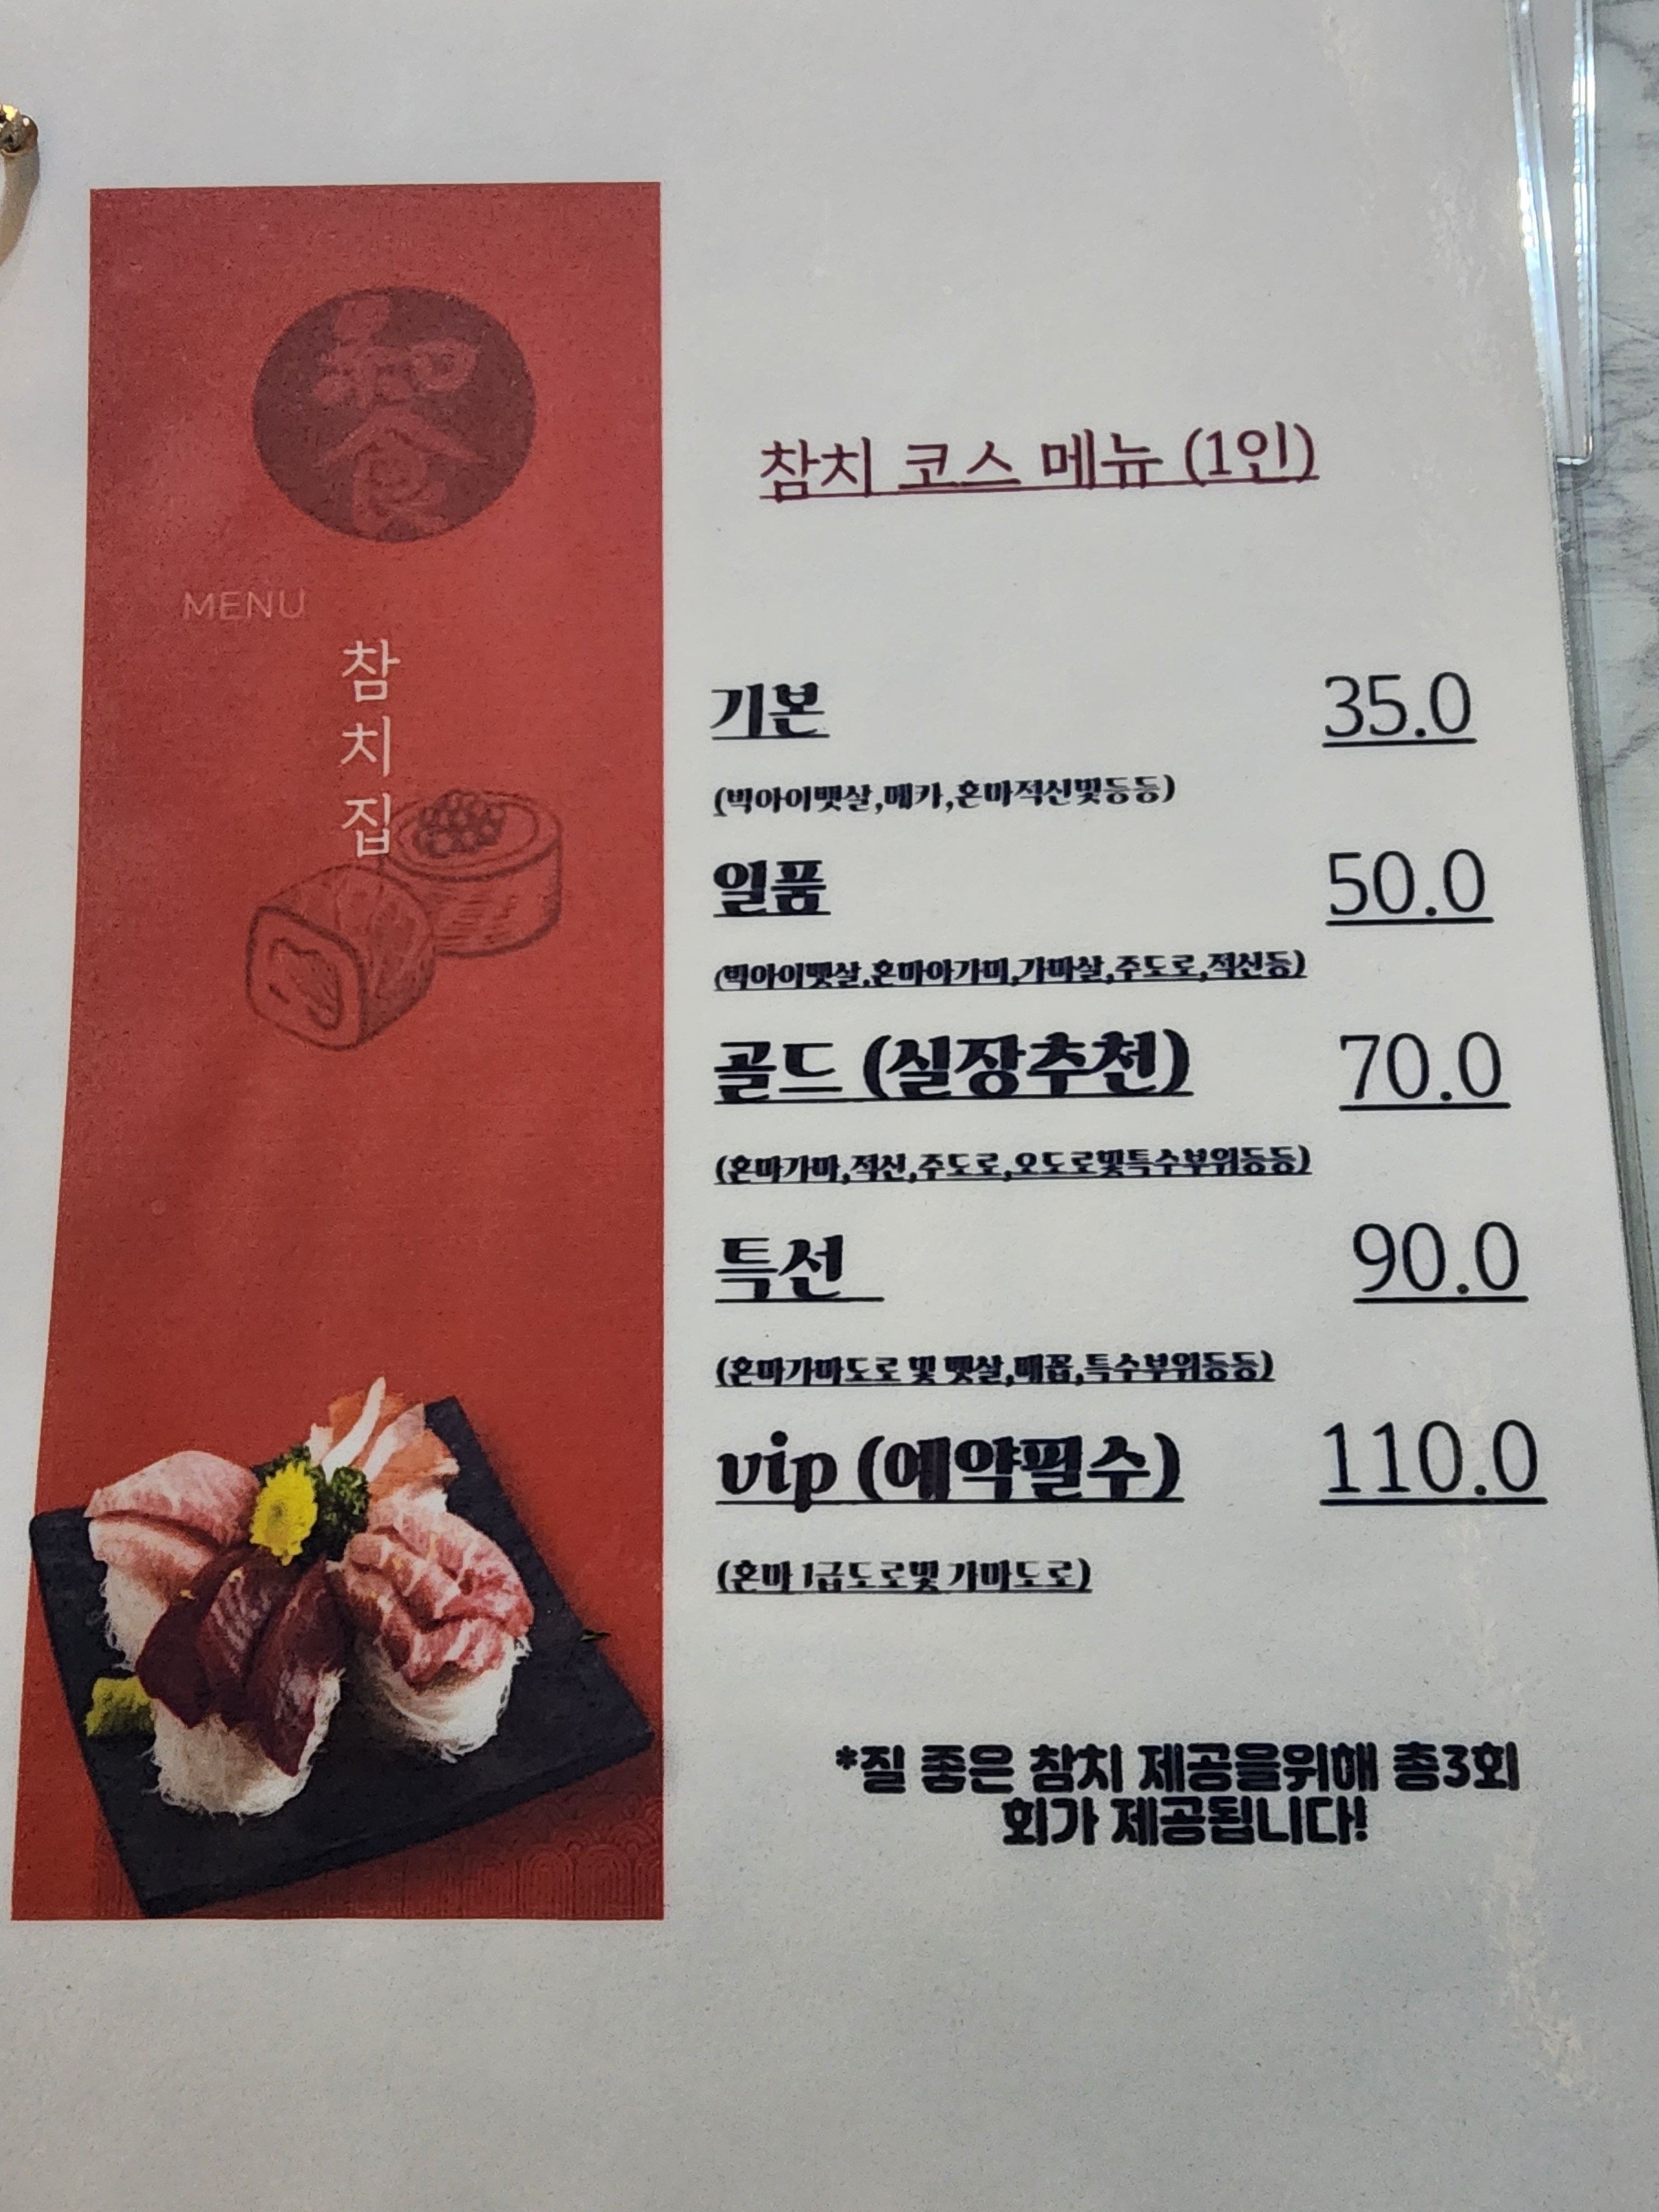 和
食
MENU
참
치
집
참치 코스 메뉴 (1인)
기본 35.0
(빅아이뱃살,메카,혼마적신및등등)
일품 50.0
(빅아이뱃살,혼마아가미,가마살,주도로,적신등)
골드 (실장추천) 70.0
(혼마가마,적신,주도로,오도로및특수부위등등)
특선 90.0
(혼마가마도로 및 뱃살,배꼽,특수부위등등)
vip (예약필수) 110.0
(혼마 1급도로및 가마도로)
*질 좋은 참치 제공을위해 총3회
회가 제공됩니다!